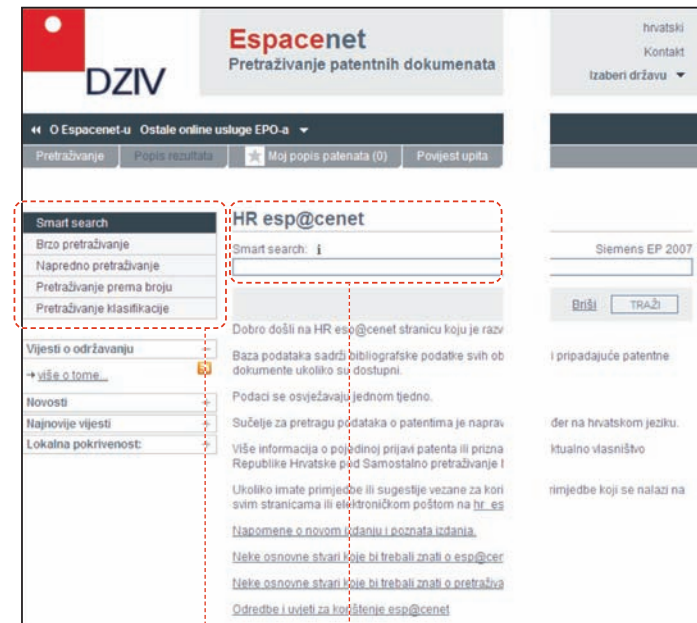 DZIV
Espacenet
Pretraživanje patentnih dokumenata
hrvatski
Kontakt
Izaberi državu
O Espacenet-u Ostale online usluge EPO-a
Pretraživanje Popis rezultata Moj popis patenata (0) Povijest upita
Smart search
Brzo pretraživanje
Napredno pretraživanje
Pretraživanje prema broju
Pretraživanje klasifikacije
Vijesti o održavanju
više o tome...
Novosti
Najnovije vijesti
Lokalna pokrivenost:
HR esp@cenet
Smart search: i Siemens EP 2007
Briši TRAŽI
Dobro došli na HR esp@cenet stranicu koju je razv
Baza podataka sadrži bibliografske podatke svih ob i pripadajuće patentne
dokumente ukoliko su dostupni.
Podaci se osvježavaju jednom tjedno.
Sučelje za pretragu podataka o patentima je naprav đer na hrvatskom jeziku.
Više informacija o pojedinoj prijavi patenta ili prizna ktualno vlasništvo
Republike Hrvatske pod Samostalno pretraživanje
Ukoliko imate primjedbe ili sugestije vezane za kori rimjedbe koji se nalazi na
svim stranicama ili elektroničkom poštom na hr_es
Napomene o novom izdanju i poznata izdanja.
Neke osnovne stvari koje bi trebali znati o esp@cer
Neke osnovne stvari koje bi trebali znati o pretraživa
Odredbe i uvjeti za korištenje esp@cenet